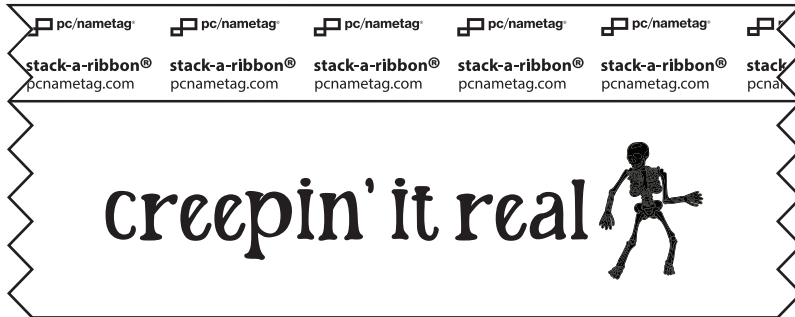 pc/nametag® pc/nametag® pc/nametag® pc/nametag® pc/nametag®
stack-a-ribbon® stack-a-ribbon® stack-a-ribbon® stack-a-ribbon® stack-a-ribbon® stack
pcnametag.com pcnametag.com pcnametag.com pcnametag.com pcnametag.com
creepin' it real